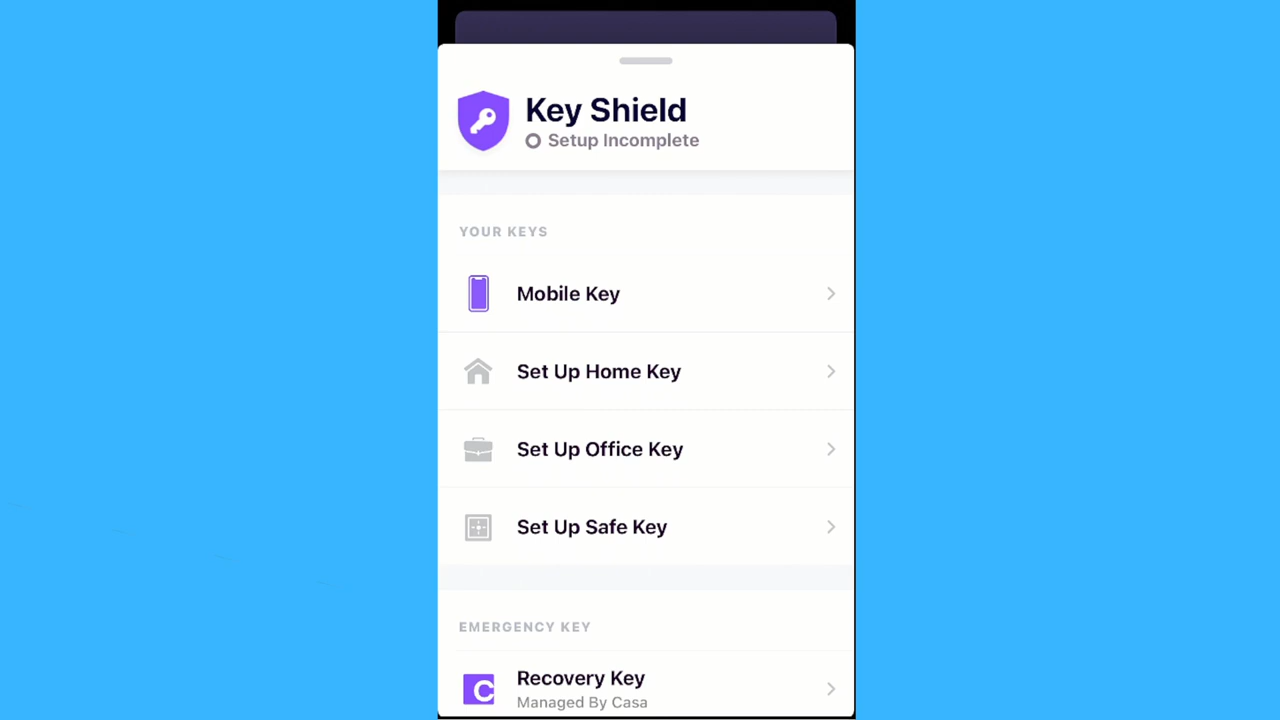 Key Shield
Setup Incomplete
YOUR KEYS
Mobile Key
Set Up Home Key
Set Up Office Key
Set Up Safe Key
EMERGENCY KEY
C
Recovery Key
Managed By Casa